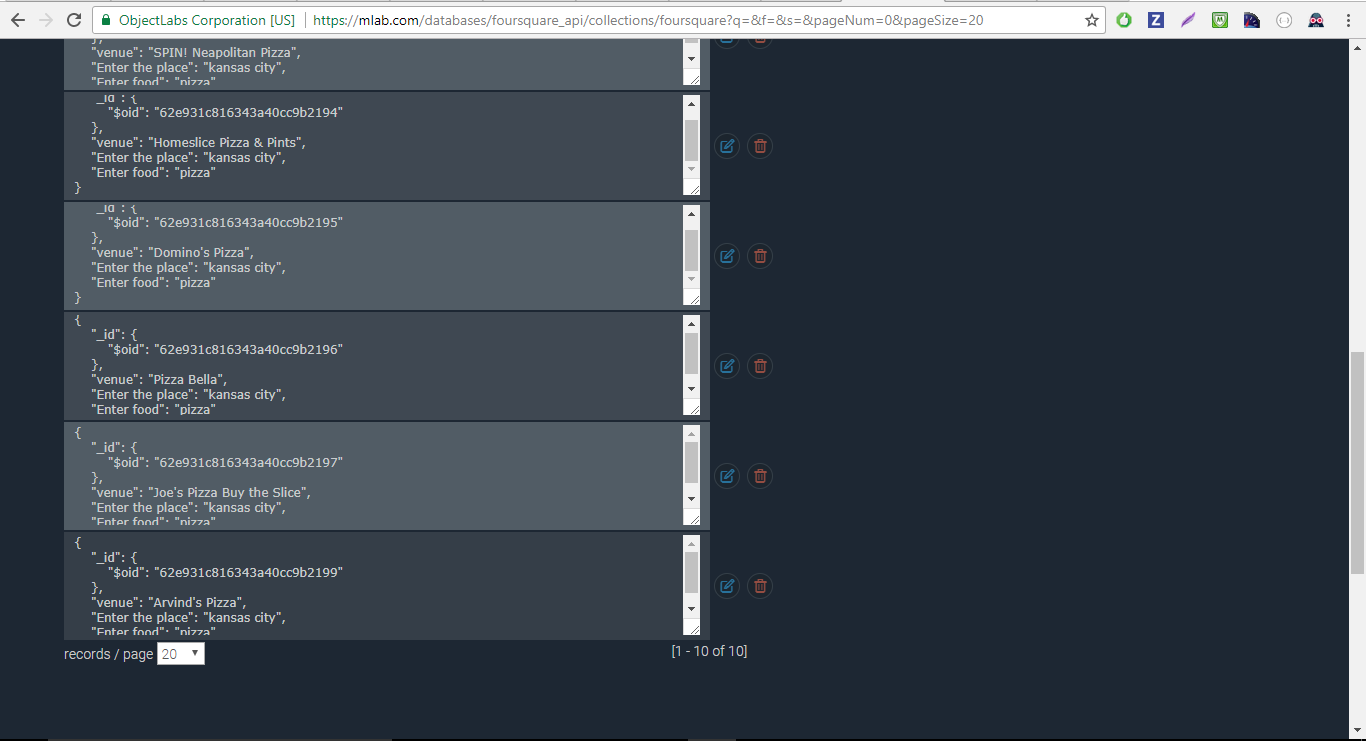 ObjectLabs Corporation [US] https://mlab.com/databases/foursquare_api/collections/foursquare?q=&f=&s=&pageNum=0&pageSize=20
},
"venue": "SPIN! Neapolitan Pizza",
"Enter the place": "kansas city",
"Enter food": "pizza"
"_id": {
"$oid": "62e931c816343a40cc9b2194"
},
"venue": "Homeslice Pizza & Pints",
"Enter the place": "kansas city",
"Enter food": "pizza"
}
"_id": {
"$oid": "62e931c816343a40cc9b2195"
},
"venue": "Domino's Pizza",
"Enter the place": "kansas city",
"Enter food": "pizza"
}
{
"_id": {
"$oid": "62e931c816343a40cc9b2196"
},
"venue": "Pizza Bella",
"Enter the place": "kansas city",
"Enter food": "pizza"
{
"_id": {
"$oid": "62e931c816343a40cc9b2197"
},
"venue": "Joe's Pizza Buy the Slice",
"Enter the place": "kansas city",
"Enter food": "pizza"
{
"_id": {
"$oid": "62e931c816343a40cc9b2199"
},
"venue": "Arvind's Pizza",
"Enter the place": "kansas city",
"Enter food": "pizza"
records / page 20 [1 - 10 of 10]